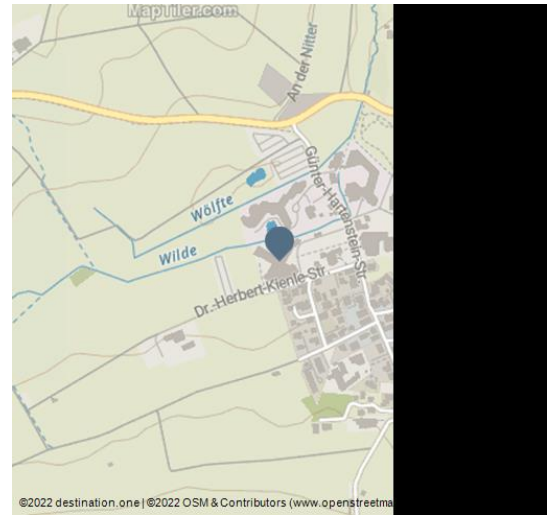 MapTiler.com
An der Nitter
Günter-Hartenstein-Str.
Wölfte
Wilde
Dr.-Herbert-Kienle-Str.
©2022 destination.one | ©2022 OSM & Contributors (www.openstreetma